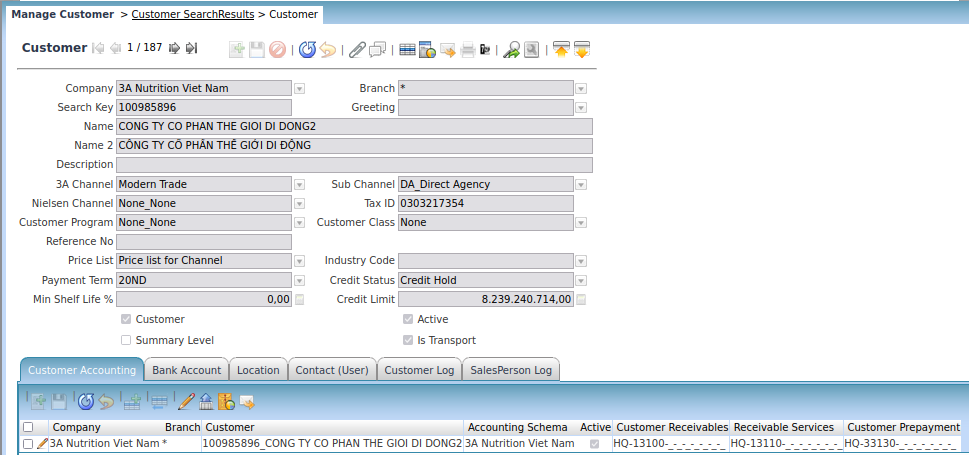 Manage Customer > Customer SearchResults > Customer
Customer 1 / 187
Company 3A Nutrition Viet Nam Branch *
Search Key 100985896 Greeting
Name CONG TY CO PHAN THE GIOI DI DONG2
Name 2 CÔNG TY CỔ PHẦN THẾ GIỚI DI ĐỘNG
Description
3A Channel Modern Trade Sub Channel DA_Direct Agency
Nielsen Channel None_None Tax ID 0303217354
Customer Program None_None Customer Class None
Reference No
Price List Price list for Channel Industry Code
Payment Term 20ND Credit Status Credit Hold
Min Shelf Life % 0,00 Credit Limit 8.239.240.714,00
Customer Active
Summary Level Is Transport
Customer Accounting Bank Account Location Contact (User) Customer Log SalesPerson Log
Company Branch Customer Accounting Schema Active Customer Receivables Receivable Services Customer Prepayment
3A Nutrition Viet Nam * 100985896_CONG TY CO PHAN THE GIOI DI DONG2 3A Nutrition Viet Nam HQ-13100-_-_-_-_-_-_ HQ-13110-_-_-_-_-_-_ HQ-33130-_-_-_-_-_-_